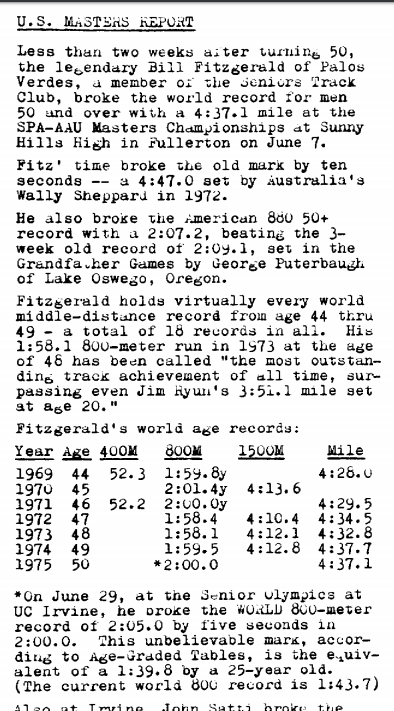 U.S. MASTERS REPORT
Less than two weeks after turning 50,
the legendary Bill Fitzgerald of Palos
Verdes, a member of the Seniors Track
Club, broke the world record for men
50 and over with a 4:37.1 mile at the
SPA-AAU Masters Championships at Sunny
Hills High in Fullerton on June 7.
Fitz' time broke the old mark by ten
seconds -- a 4:47.0 set by Australia's
Wally Sheppard in 1972.
He also broke the American 880 50+
record with a 2:07.2, beating the 3-
week old record of 2:09.1, set in the
Grandfather Games by George Puterbaugh
of Lake Oswego, Oregon.
Fitzgerald holds virtually every world
middle-distance record from age 44 thru
49 - a total of 18 records in all. His
1:58.1 800-meter run in 1973 at the age
of 48 has been called "the most outstan-
ding track achievement of all time, sur-
passing even Jim Ryun's 3:51.1 mile set
at age 20."
Fitzgerald's world age records:
Year Age 400M 800M 1500M Mile
1969 44 52.3 1:59.8y 4:28.0
1970 45 2:01.4y 4:13.6
1971 46 52.2 2:00.0y 4:29.5
1972 47 1:58.4 4:10.4 4:34.5
1973 48 1:58.1 4:12.1 4:32.8
1974 49 1:59.5 4:12.8 4:37.7
1975 50 *2:00.0 4:37.1
*On June 29, at the Senior Olympics at
UC Irvine, he broke the WORLD 800-meter
record of 2:05.0 by five seconds in
2:00.0. This unbelievable mark, accor-
ding to Age-Graded Tables, is the equiv-
alent of a 1:39.8 by a 25-year old.
(The current world 800 record is 1:43.7)
Also at Irvine, John Satti broke the